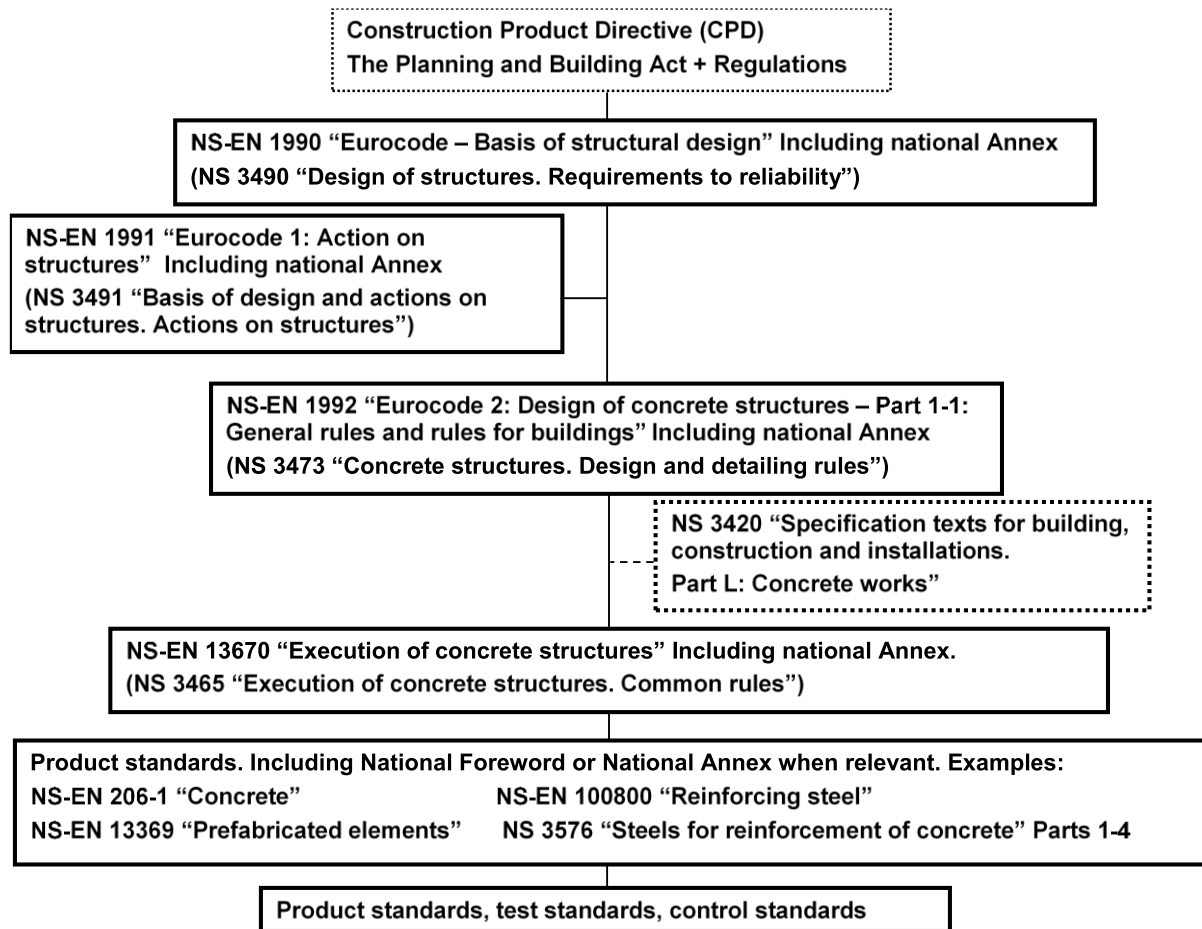 Construction Product Directive (CPD)
The Planning and Building Act + Regulations
NS-EN 1990 “Eurocode – Basis of structural design” Including national Annex
(NS 3490 “Design of structures. Requirements to reliability”)
NS-EN 1991 “Eurocode 1: Action on
structures”  Including national Annex
(NS 3491 “Basis of design and actions on
structures. Actions on structures”)
NS-EN 1992 “Eurocode 2: Design of concrete structures – Part 1-1:
General rules and rules for buildings” Including national Annex
(NS 3473 “Concrete structures. Design and detailing rules”)
NS 3420 “Specification texts for building,
construction and installations.
Part L: Concrete works”
NS-EN 13670 “Execution of concrete structures” Including national Annex.
(NS 3465 “Execution of concrete structures. Common rules”)
Product standards. Including National Foreword or National Annex when relevant. Examples:
NS-EN 206-1 “Concrete” NS-EN 100800 “Reinforcing steel”
NS-EN 13369 “Prefabricated elements” NS 3576 “Steels for reinforcement of concrete” Parts 1-4
Product standards, test standards, control standards